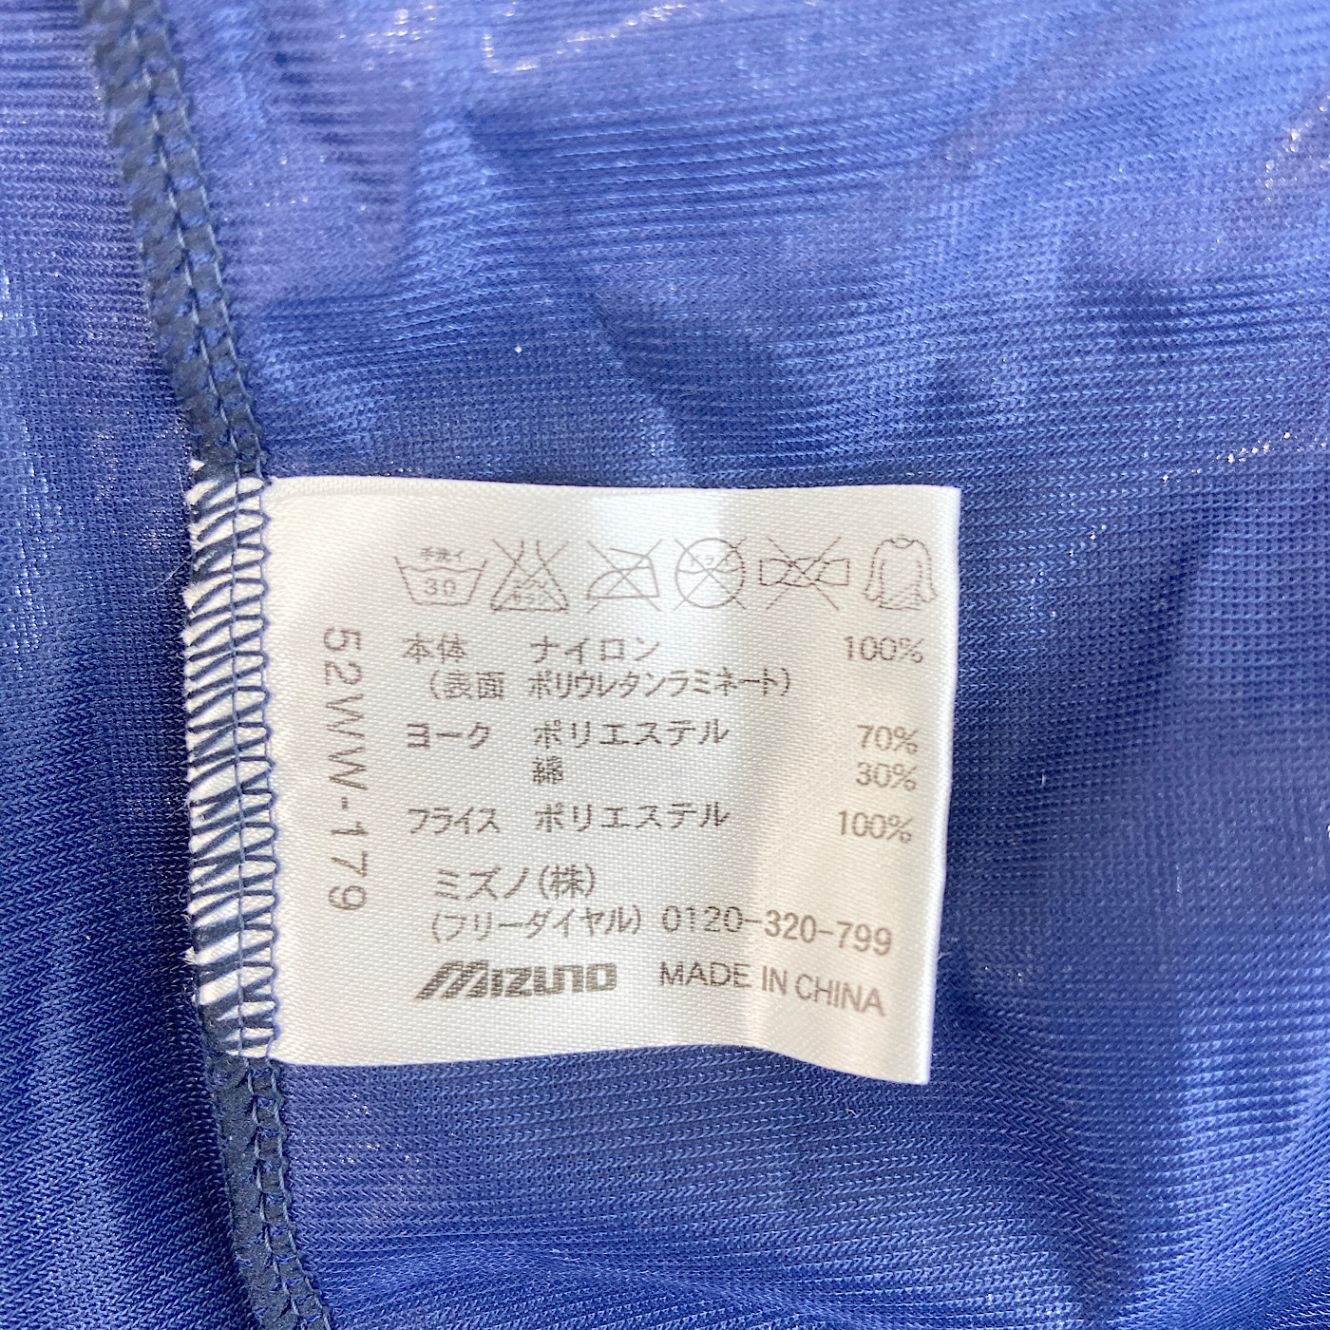 手洗イ
30
本体 ナイロン 100%
(表面 ポリウレタンラミネート)
ヨーク ポリエステル 70%
綿 30%
フライス ポリエステル 100%
ミズノ(株)
(フリーダイヤル) 0120-320-799
MIZUNO MADE IN CHINA
52WW-179